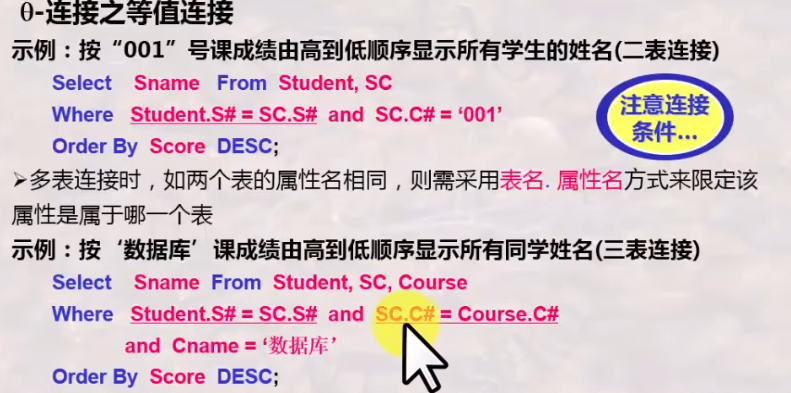 θ-连接之等值连接
示例：按“001”号课成绩由高到低顺序显示所有学生的姓名(二表连接)
Select Sname From Student, SC
Where Student.S# = SC.S# and SC.C# = ‘001’
Order By Score DESC;
注意连接
条件...
➢多表连接时，如两个表的属性名相同，则需采用表名. 属性名方式来限定该
属性是属于哪一个表
示例：按‘数据库’课成绩由高到低顺序显示所有同学姓名(三表连接)
Select Sname From Student, SC, Course
Where Student.S# = SC.S# and SC.C# = Course.C#
and Cname = ‘数据库’
Order By Score DESC;